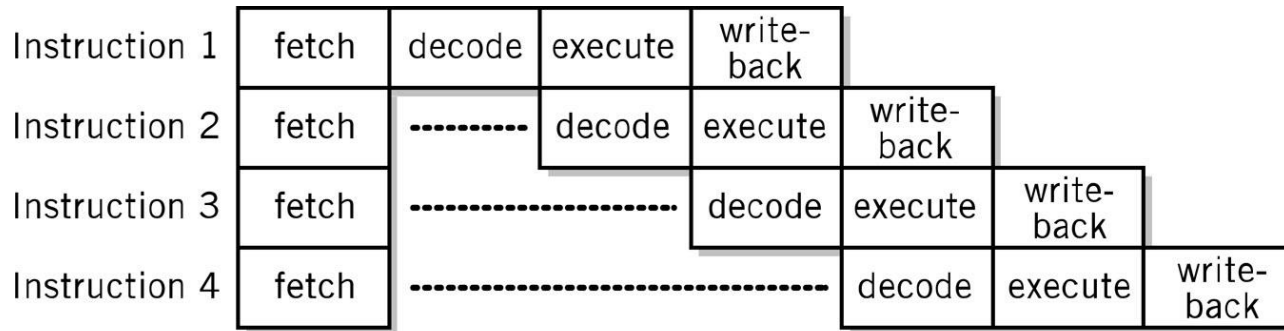 Instruction 1 fetch decode execute write-
back
Instruction 2 fetch decode execute write-
back
Instruction 3 fetch decode execute write-
back
Instruction 4 fetch decode execute write-
back